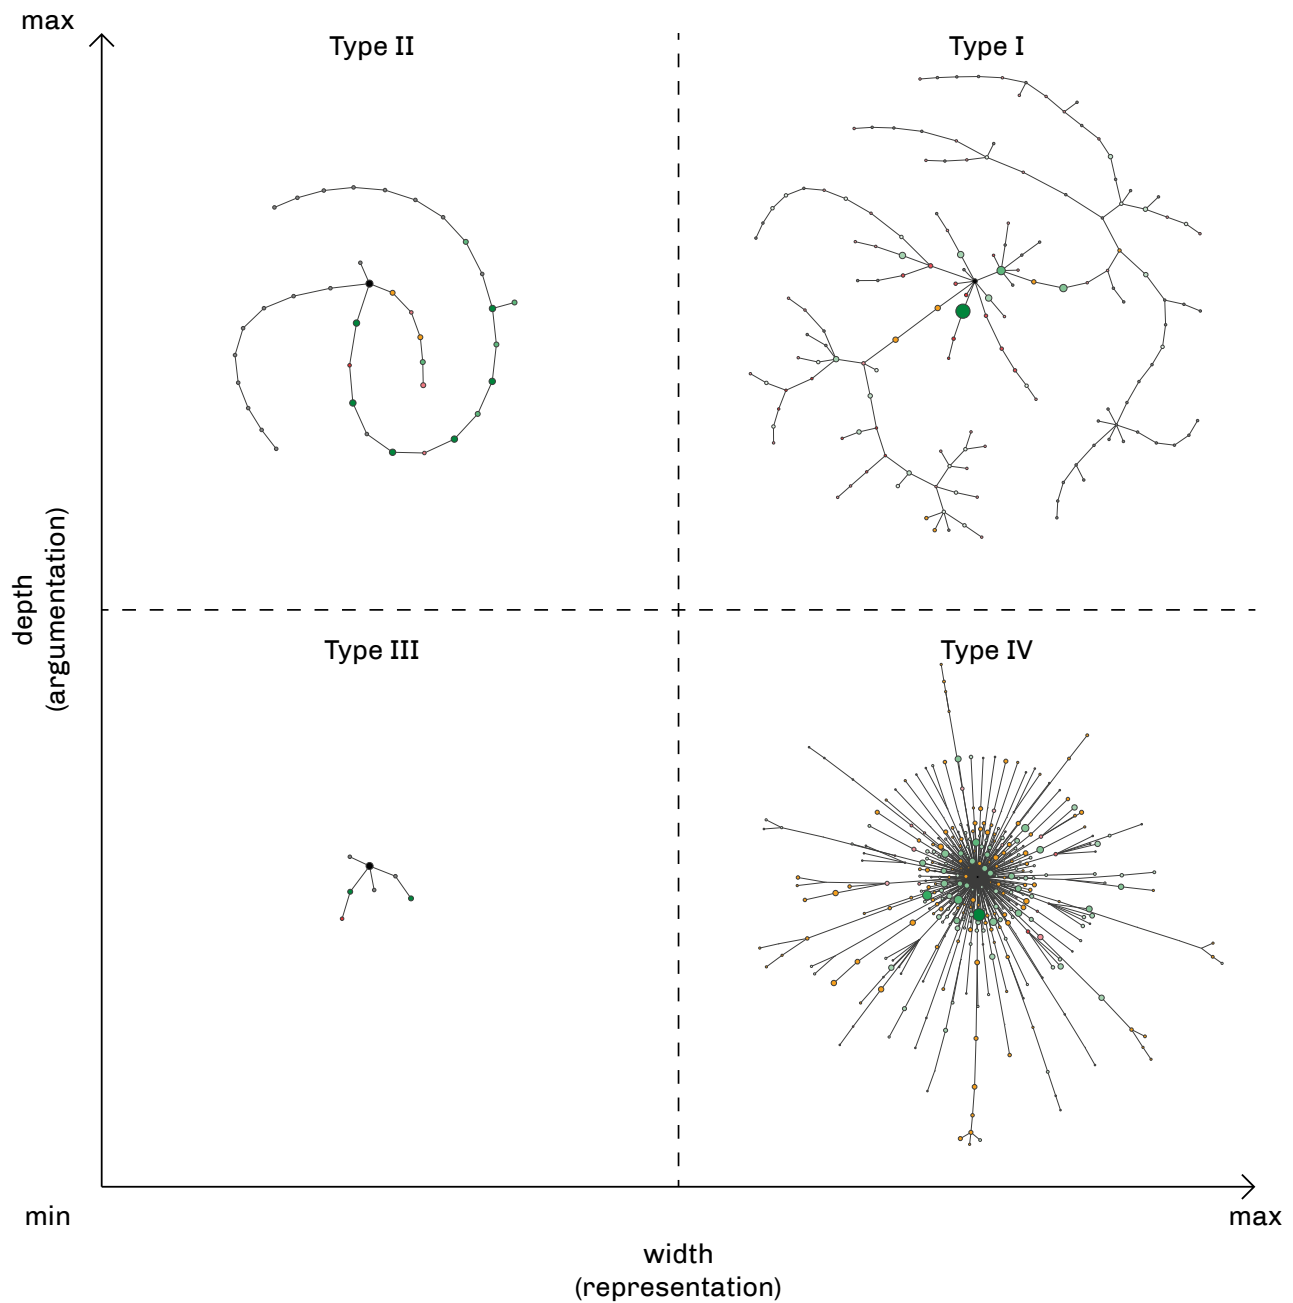 max
Type II
Type I
depth
(argumentation)
Type III
Type IV
min
max
width
(representation)